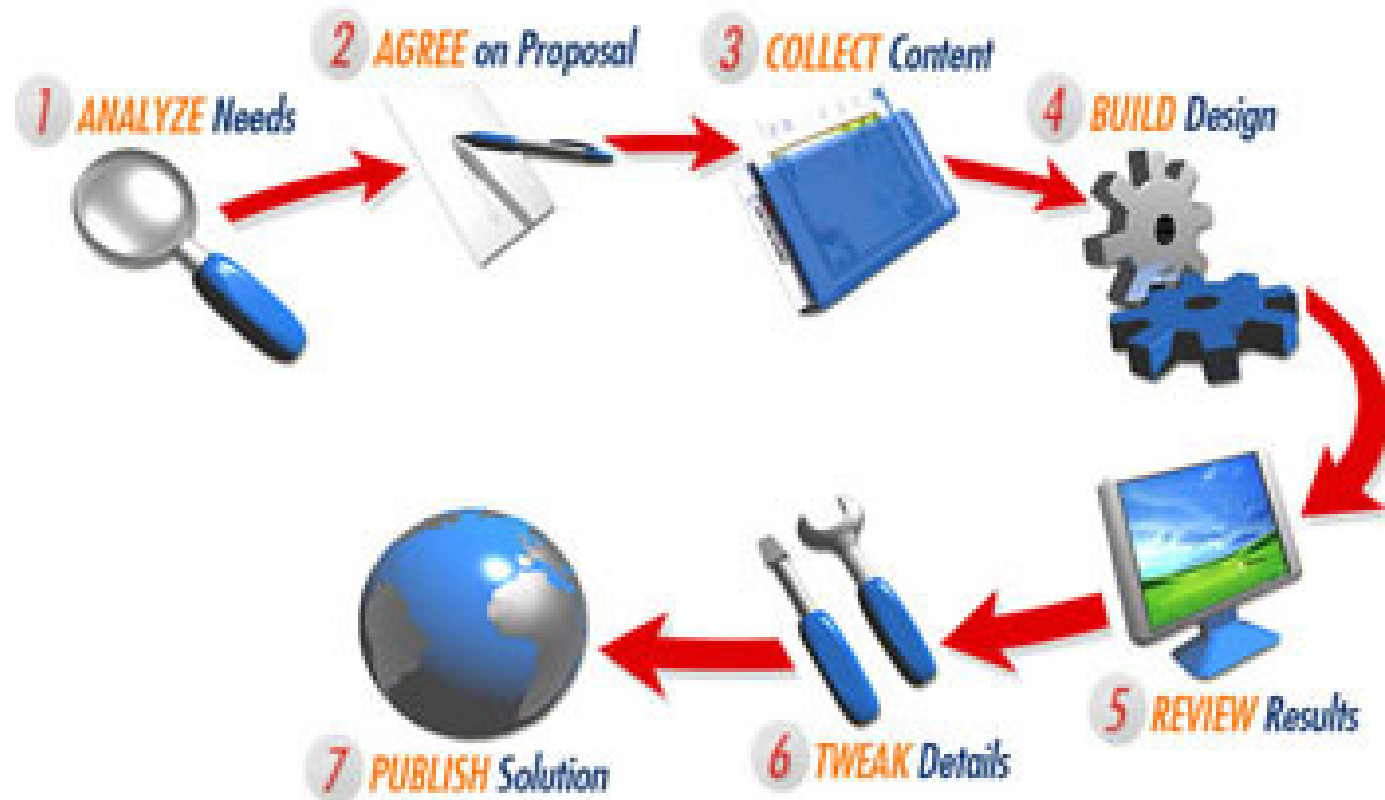 1 ANALYZE Needs
2 AGREE on Proposal
3 COLLECT Content
4 BUILD Design
5 REVIEW Results
6 TWEAK Details
7 PUBLISH Solution